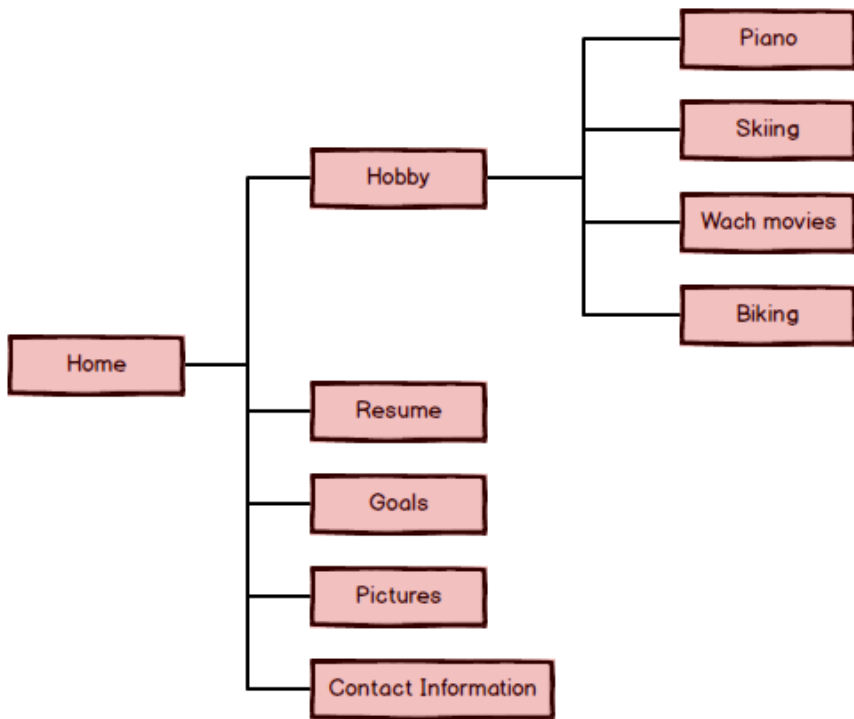 Home
Hobby
Piano
Skiing
Wach movies
Biking
Resume
Goals
Pictures
Contact Information